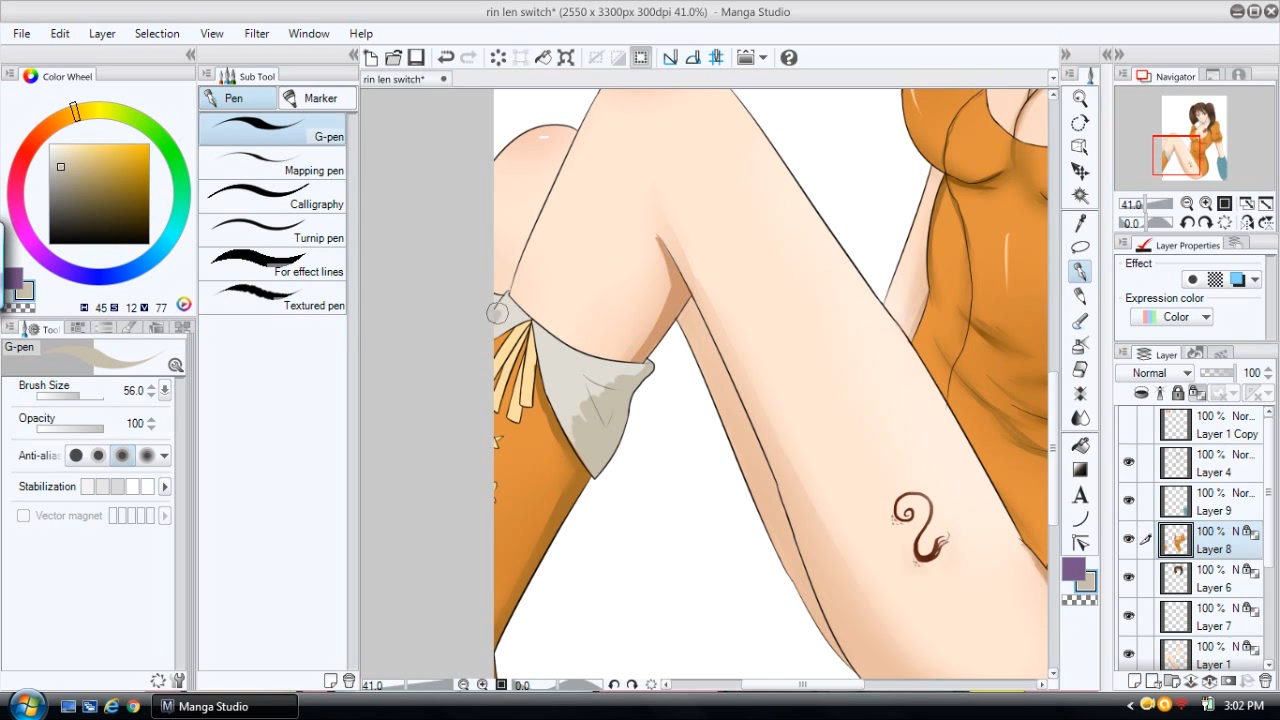 rin len switch* (2550 x 3300px 300dpi 41.0%) - Manga Studio
File Edit Layer Selection View Filter Window Help
Color Wheel
Sub Tool
rin len switch*
Navigator
Pen
Marker
G-pen
Mapping pen
Calligraphy
Turnip pen
For effect lines
Textured pen
41.0
0.0
Layer Properties
Effect
Expression color
Color
H 45 S 12 V 77
Tool
G-pen
Brush Size 56.0
Opacity 100
Anti-alias
Stabilization
Vector magnet
Layer
Normal 100
100 % Nor...
Layer 1 Copy
100 % Nor...
Layer 4
100 % Nor...
Layer 9
100 % N
Layer 8
100 % N
Layer 6
100 % N
Layer 7
100 % N
Layer 1
A
41.0 0.0
Manga Studio
3:02 PM